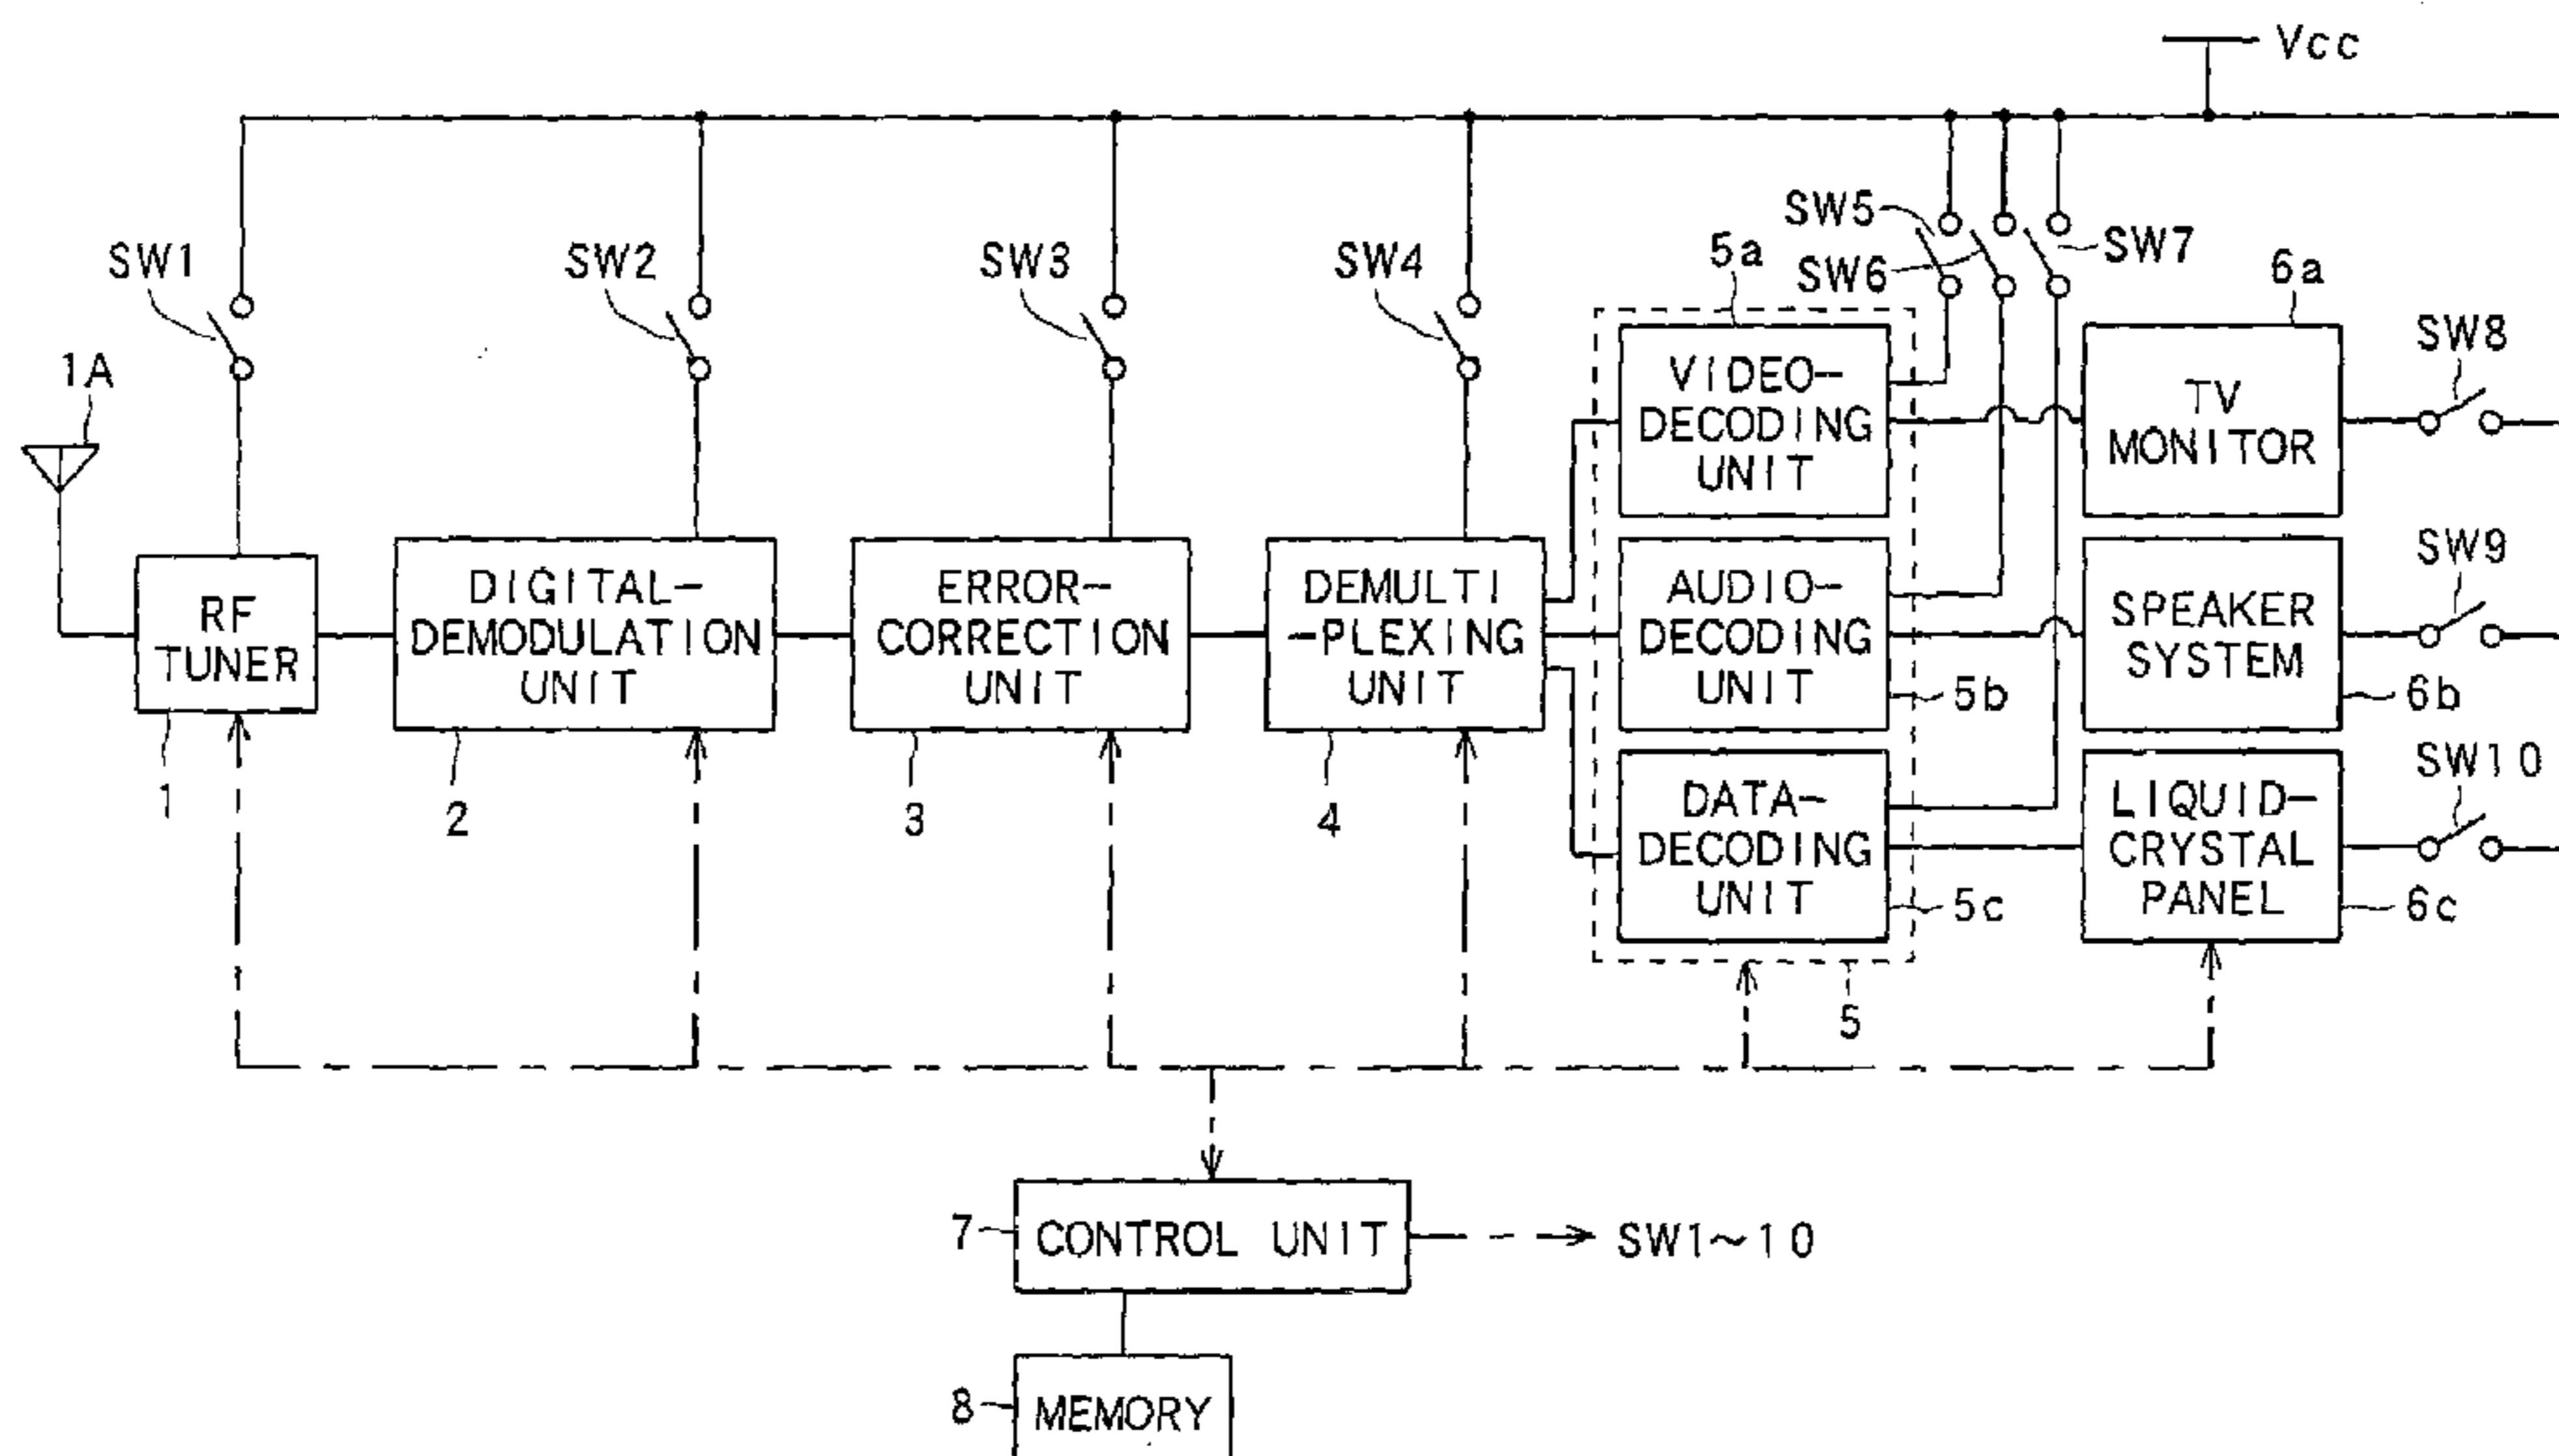 Vcc
SW1
SW2
SW3
SW4
SW5
SW6
SW7
5a
6a
SW8
1A
VIDEO-
DECODING
UNIT
TV
MONITOR
SW9
RF
TUNER
DIGITAL-
DEMODULATION
UNIT
ERROR-
CORRECTION
UNIT
DEMULTI
-PLEXING
UNIT
AUDIO-
DECODING
UNIT
5b
SPEAKER
SYSTEM
6b
SW10
1
2
3
4
DATA-
DECODING
UNIT
5c
LIQUID-
CRYSTAL
PANEL
6c
5
7
CONTROL UNIT
SW1~10
8
MEMORY